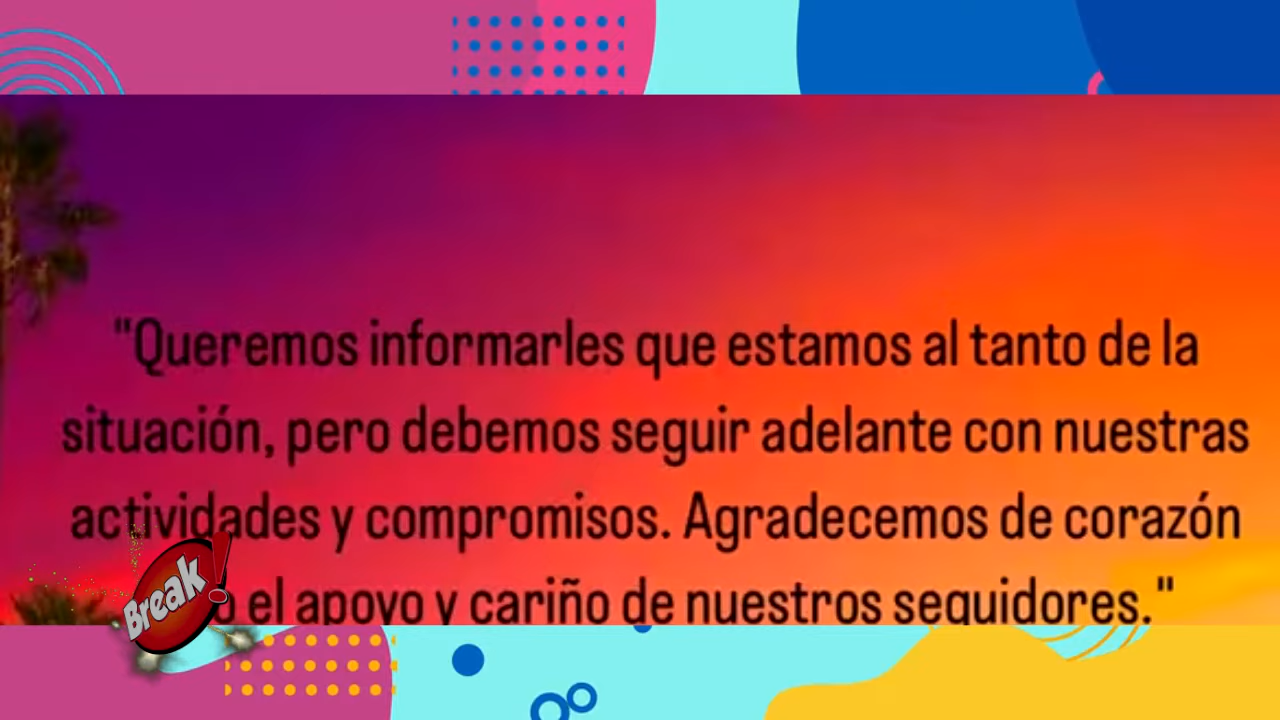 "Queremos informarles que estamos al tanto de la
situación, pero debemos seguir adelante con nuestras
actividades y compromisos. Agradecemos de corazón
el apoyo y cariño de nuestros seguidores."
Break!